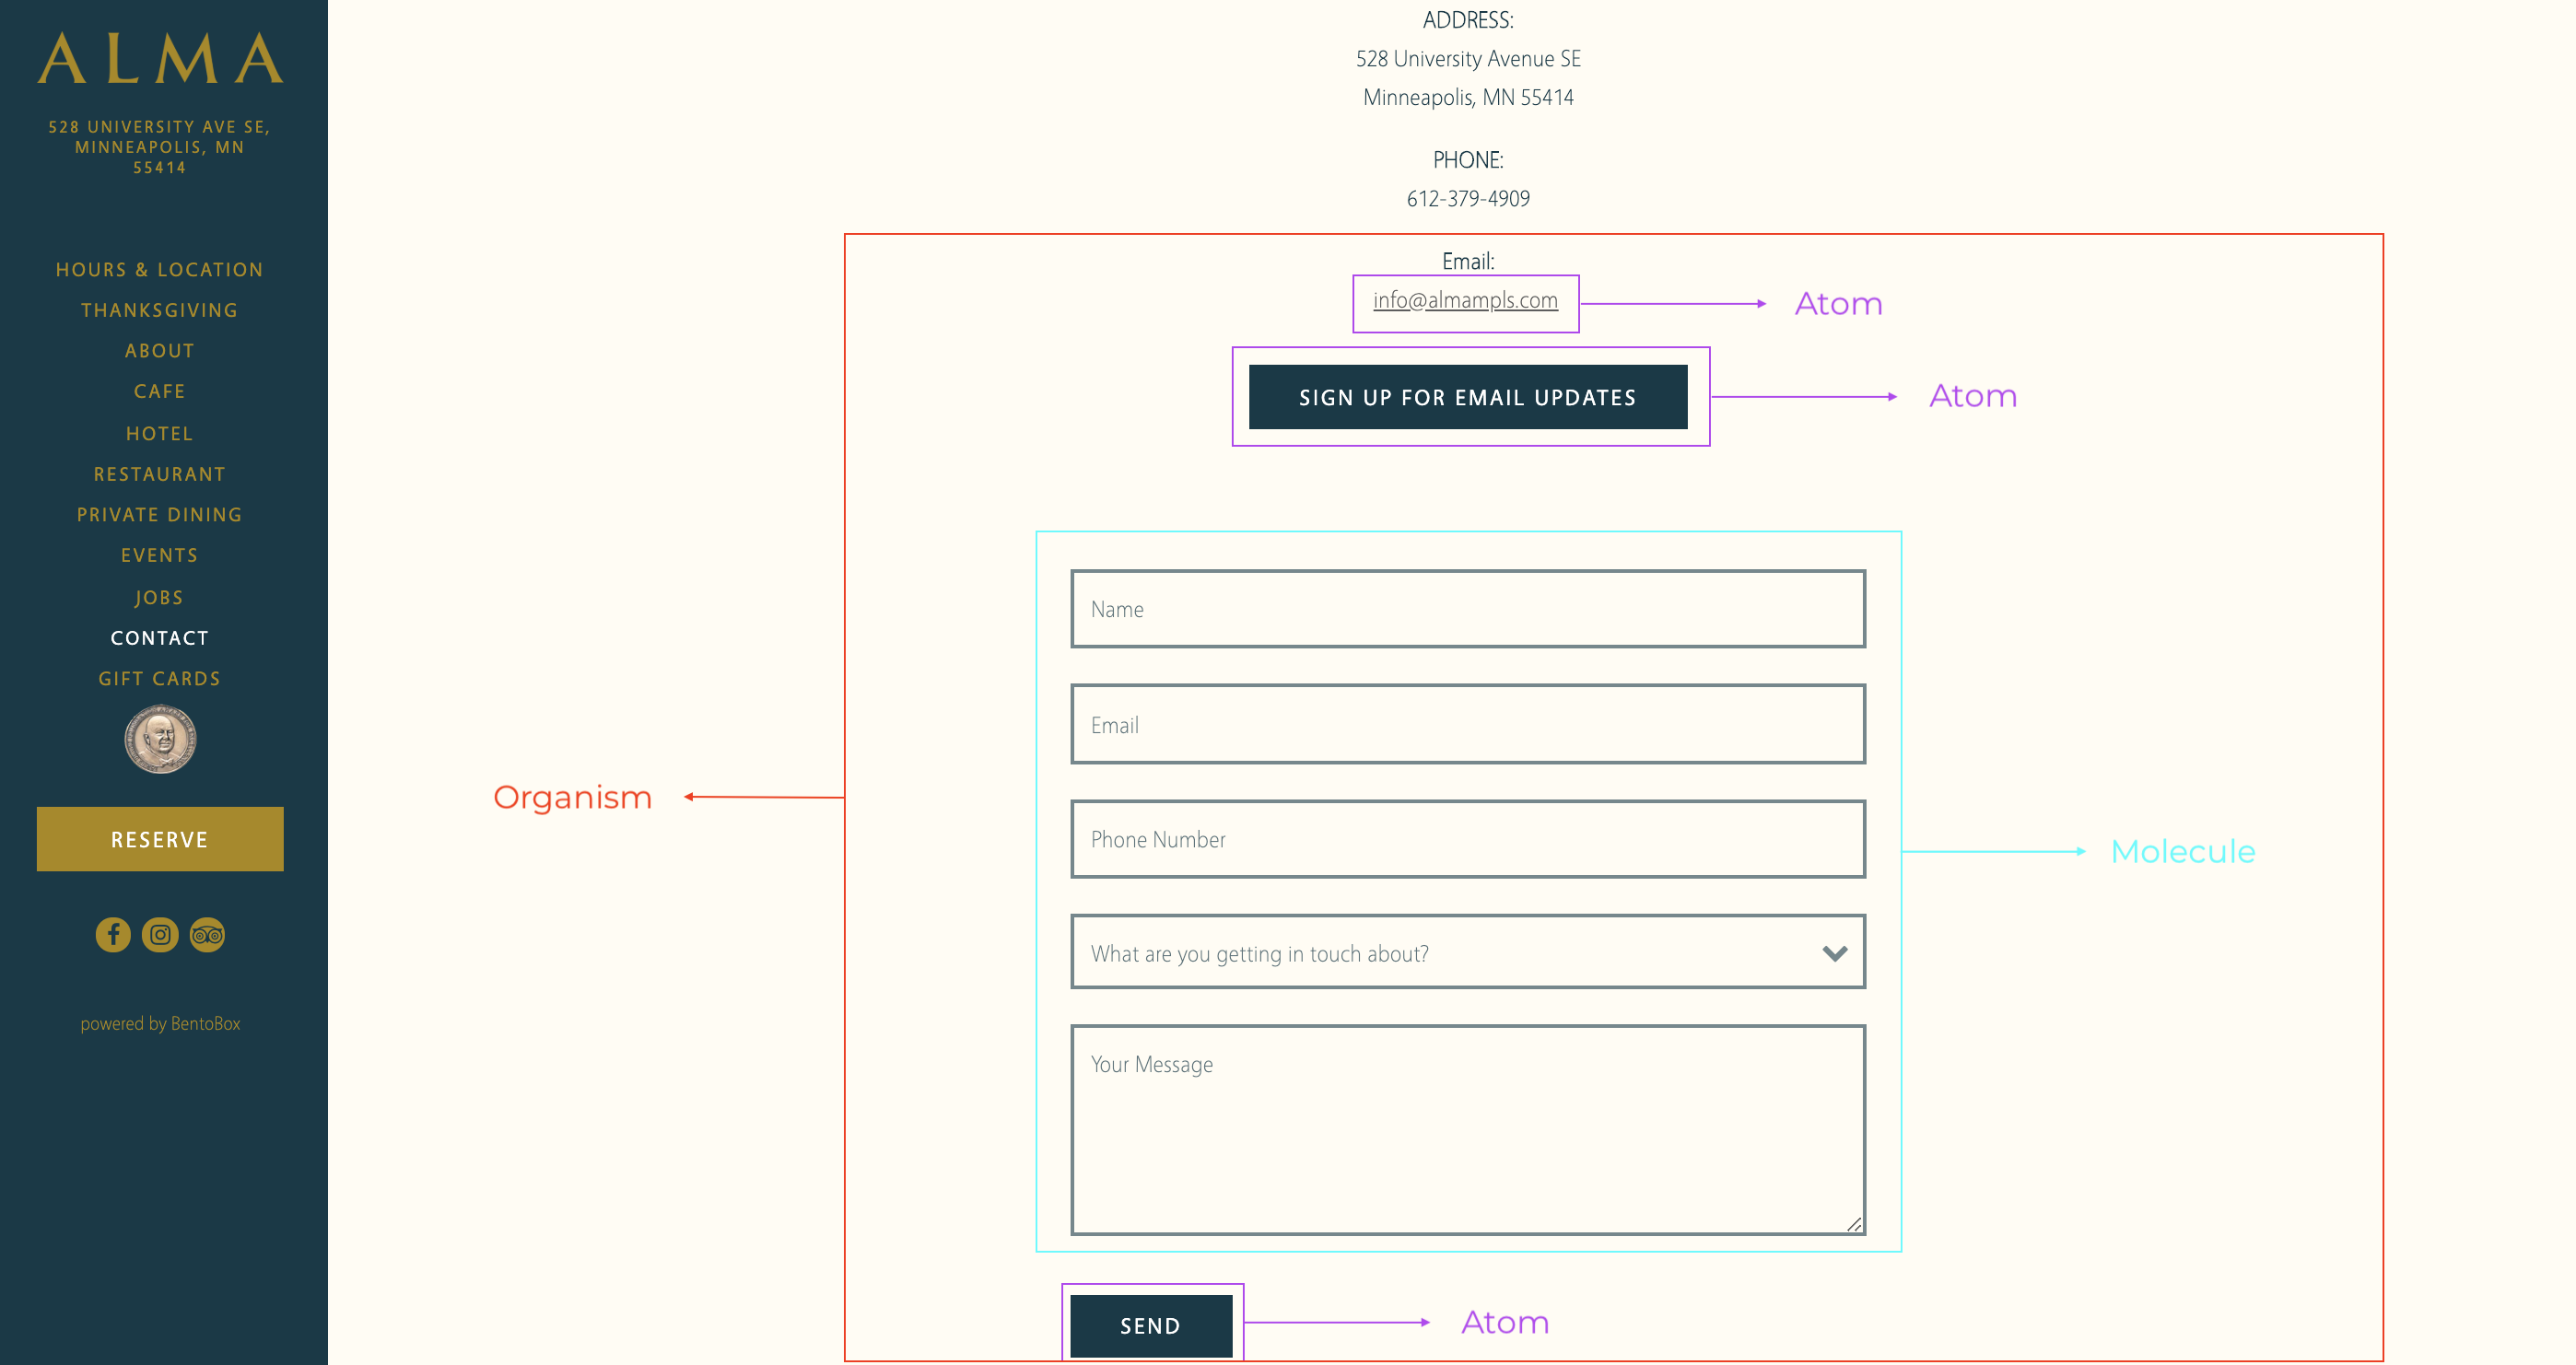 ALMA
528 UNIVERSITY AVE SE,
MINNEAPOLIS, MN
55414
HOURS & LOCATION
THANKSGIVING
ABOUT
CAFE
HOTEL
RESTAURANT
PRIVATE DINING
EVENTS
JOBS
CONTACT
GIFT CARDS
RESERVE
powered by BentoBox
ADDRESS:
528 University Avenue SE
Minneapolis, MN 55414
PHONE:
612-379-4909
Email:
info@almampls.com
Atom
SIGN UP FOR EMAIL UPDATES
Atom
Organism
Name
Email
Phone Number
What are you getting in touch about?
Your Message
Molecule
SEND
Atom